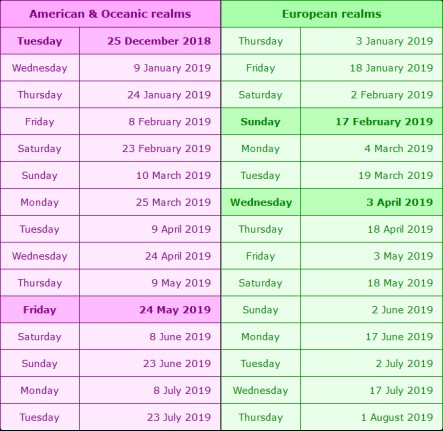 American & Oceanic realms European realms
Tuesday 25 December 2018 Thursday 3 January 2019
Wednesday 9 January 2019 Friday 18 January 2019
Thursday 24 January 2019 Saturday 2 February 2019
Friday 8 February 2019 Sunday 17 February 2019
Saturday 23 February 2019 Monday 4 March 2019
Sunday 10 March 2019 Tuesday 19 March 2019
Monday 25 March 2019 Wednesday 3 April 2019
Tuesday 9 April 2019 Thursday 18 April 2019
Wednesday 24 April 2019 Friday 3 May 2019
Thursday 9 May 2019 Saturday 18 May 2019
Friday 24 May 2019 Sunday 2 June 2019
Saturday 8 June 2019 Monday 17 June 2019
Sunday 23 June 2019 Tuesday 2 July 2019
Monday 8 July 2019 Wednesday 17 July 2019
Tuesday 23 July 2019 Thursday 1 August 2019